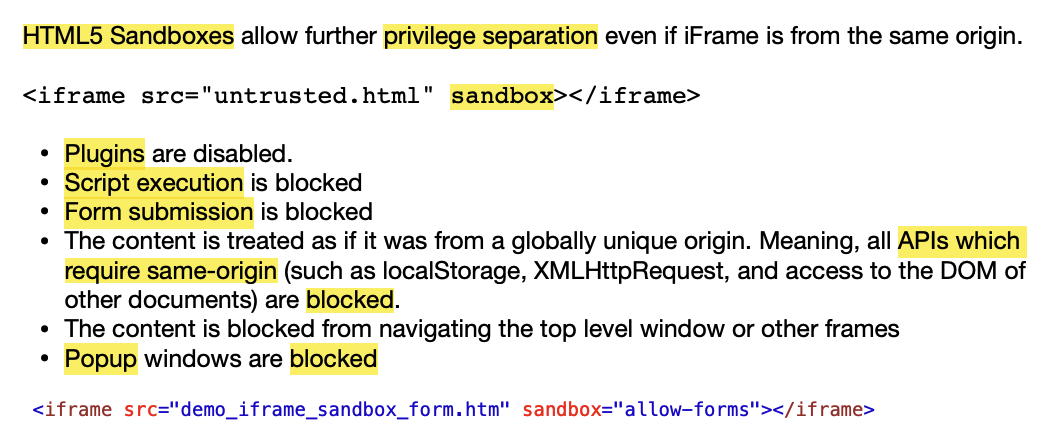 HTML5 Sandboxes allow further privilege separation even if iFrame is from the same origin.
<iframe src="untrusted.html" sandbox></iframe>
• Plugins are disabled.
• Script execution is blocked
• Form submission is blocked
• The content is treated as if it was from a globally unique origin. Meaning, all APIs which
require same-origin (such as localStorage, XMLHttpRequest, and access to the DOM of
other documents) are blocked.
• The content is blocked from navigating the top level window or other frames
• Popup windows are blocked
<iframe src="demo_iframe_sandbox_form.htm" sandbox="allow-forms"></iframe>